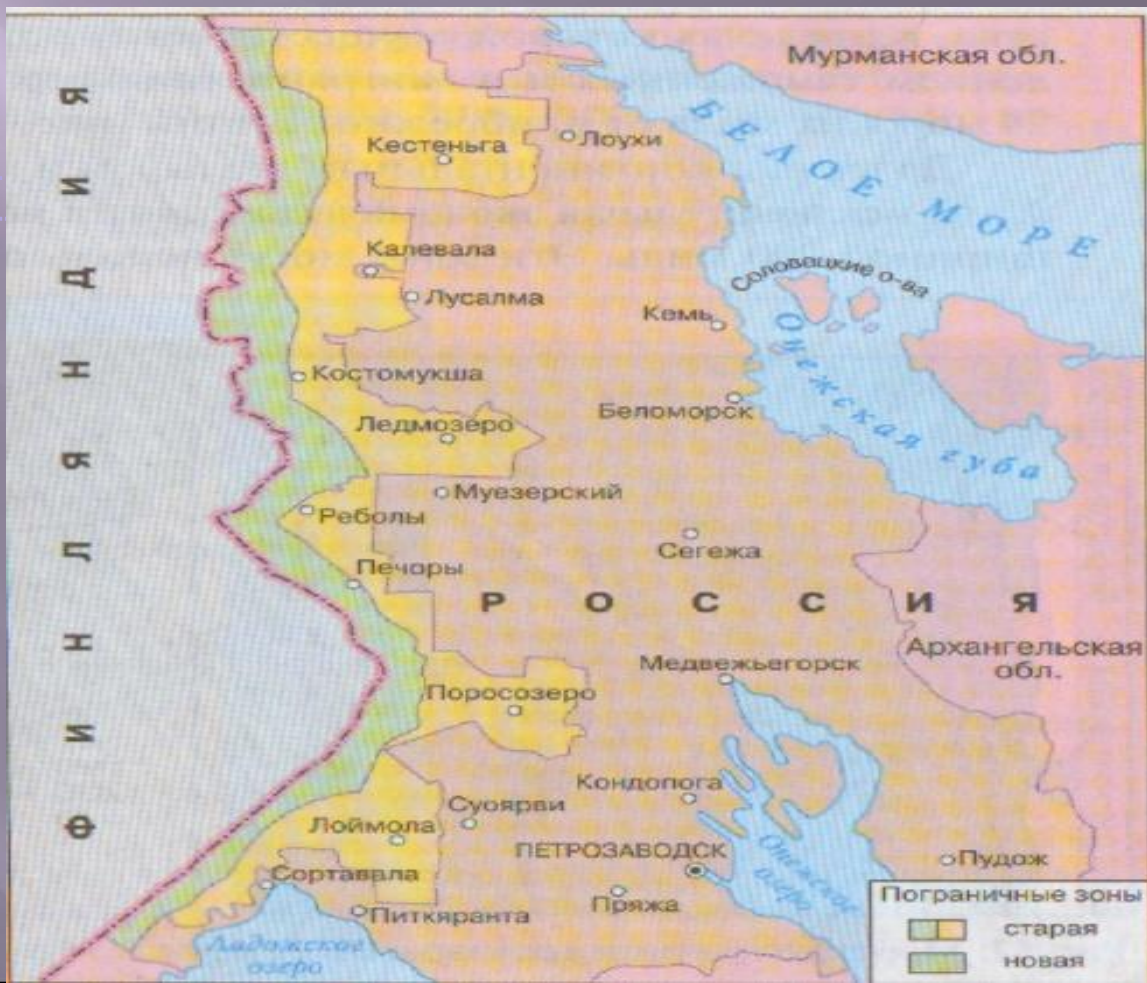 Мурманская обл.
БЕЛОЕ МОРЕ
Кестеньга
Лоухи
Калевала
Лусалма
Соловецкие о-ва
Кемь
Онежская губа
Костомукша
Беломорск
Ледмозеро
Муезерский
Реболы
Сегежа
Печоры
ФИНЛЯНДИЯ
РОССИЯ
Архангельская
обл.
Медвежьегорск
Поросозеро
Кондопога
Суоярви
Лоймола
ПЕТРОЗАВОДСК
Онежское
озеро
Пудож
Сортавала
Пряжа
Питкяранта
Ладожское
озеро
Пограничные зоны
старая
новая